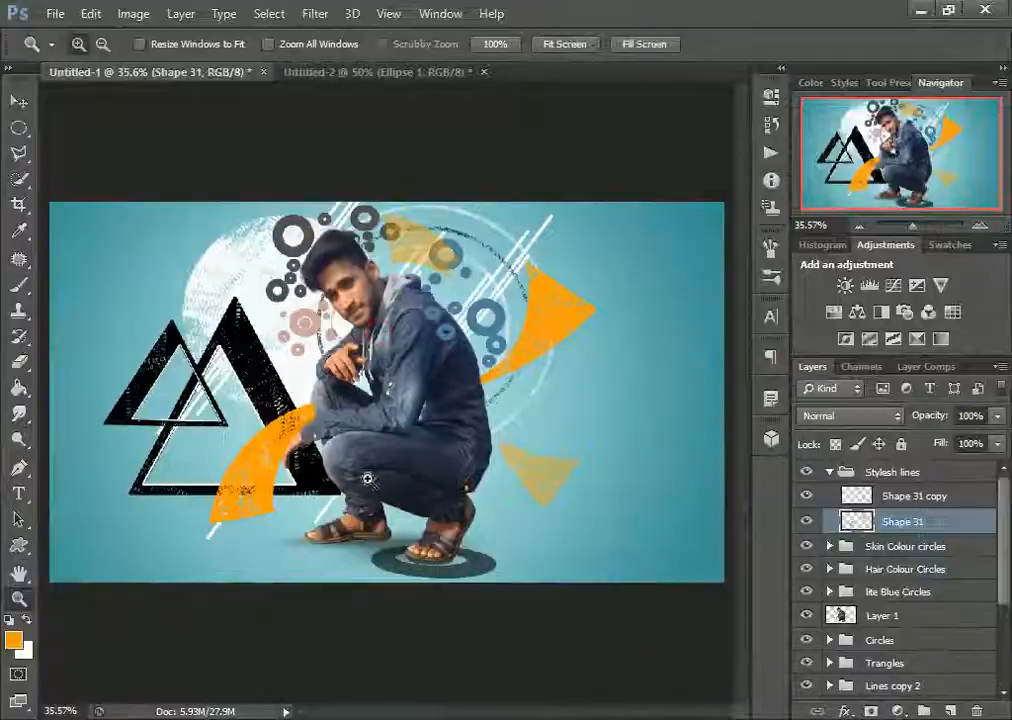 Ps File Edit Image Layer Type Select Filter 3D View Window Help
Resize Windows to Fit Zoom All Windows Scrubby Zoom 100% Fit Screen Fill Screen
Untitled-1 @ 35.6% (Shape 31, RGB/8) * × Untitled-2 @ 50% (Ellipse 1, RGB/8) * ×
Color Styles Tool Prese Navigator
35.57%
Histogram Adjustments Swatches
Add an adjustment
Layers Channels Layer Comps
Kind
Normal Opacity: 100%
Lock: Fill: 100%
Stylesh lines
Shape 31 copy
Shape 31
Skin Colour circles
Hair Colour Circles
lite Blue Circles
Layer 1
Circles
Trangles
Lines copy 2
35.57% Doc: 5.93M/27.9M